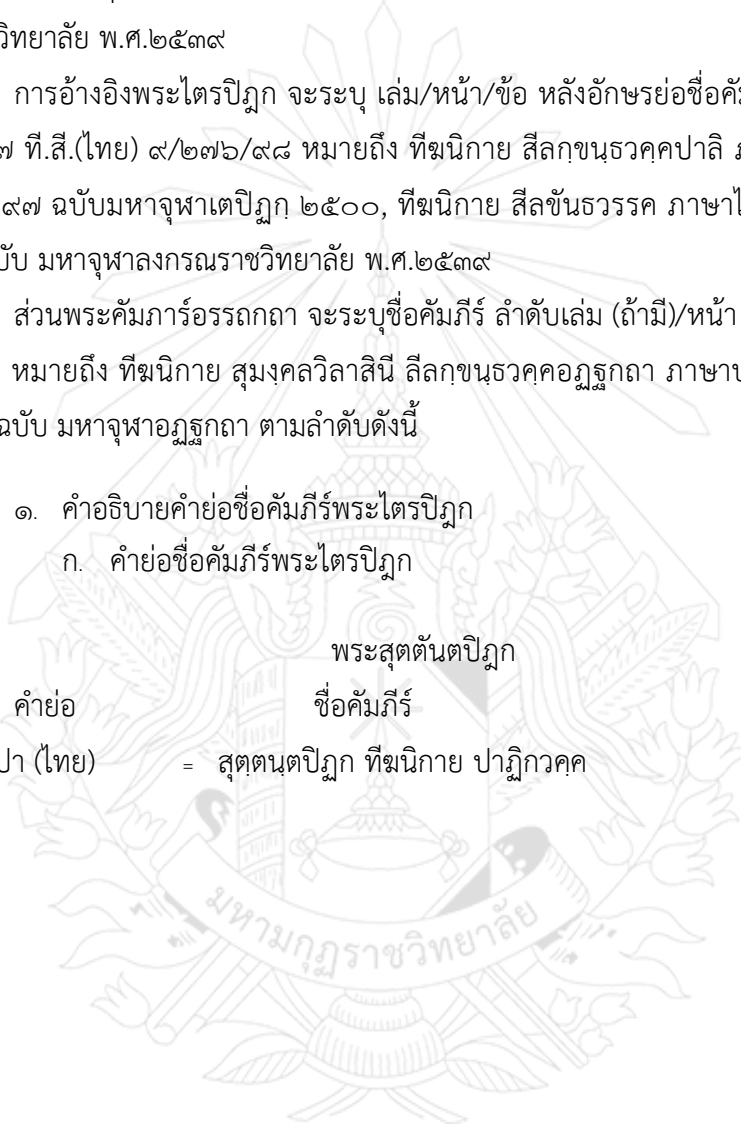 วิทยาลัย พ.ศ.๒๕๓๙
การอ้างอิงพระไตรปิฎก จะระบุ เล่ม/หน้า/ข้อ หลังอักษรย่อชื่อคั
๗ ที.สี.(ไทย) ๙/๒๗๖/๙๘ หมายถึง ทีฆนิกาย สีลกฺขนฺธวคฺคปาลิ
๙๗ ฉบับมหาจุฬาเตปิฏกฺ ๒๕๐๐, ทีฆนิกาย สีลขันธวรรค ภาษาไ
บับ มหาจุฬาลงกรณราชวิทยาลัย พ.ศ.๒๕๓๙
ส่วนพระคัมภาร์อรรถกถา จะระบุชื่อคัมภีร์ ลำดับเล่ม (ถ้ามี)/หน้า
หมายถึง ทีฆนิกาย สุมงฺคลวิลาสินี ลีลกฺขนฺธวคฺคอฏฺฐกถา ภาษาบ
ฉบับ มหาจุฬาอฏฺฐกถา ตามลำดับดังนี้
๑. คำอธิบายคำย่อชื่อคัมภีร์พระไตรปิฎก
ก. คำย่อชื่อคัมภีร์พระไตรปิฎก
พระสุตตันตปิฎก
คำย่อ ชื่อคัมภีร์
ปา (ไทย) = สุตฺตนฺตปิฏก ทีฆนิกาย ปาฏิกวคฺค
มหามกุฏราชวิทยาลัย